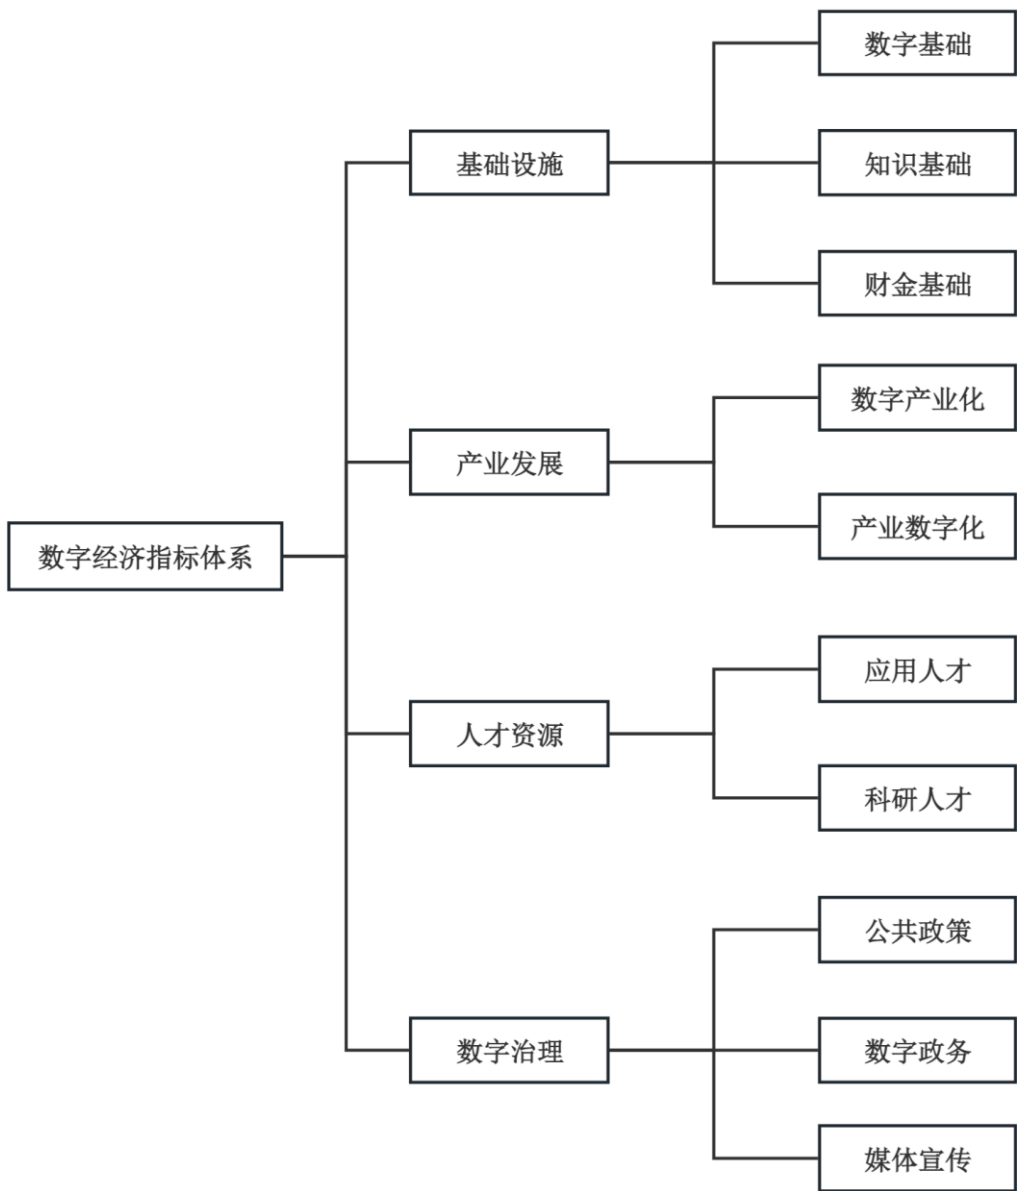 数字经济指标体系
基础设施
数字基础
知识基础
财金基础
产业发展
数字产业化
产业数字化
人才资源
应用人才
科研人才
数字治理
公共政策
数字政务
媒体宣传